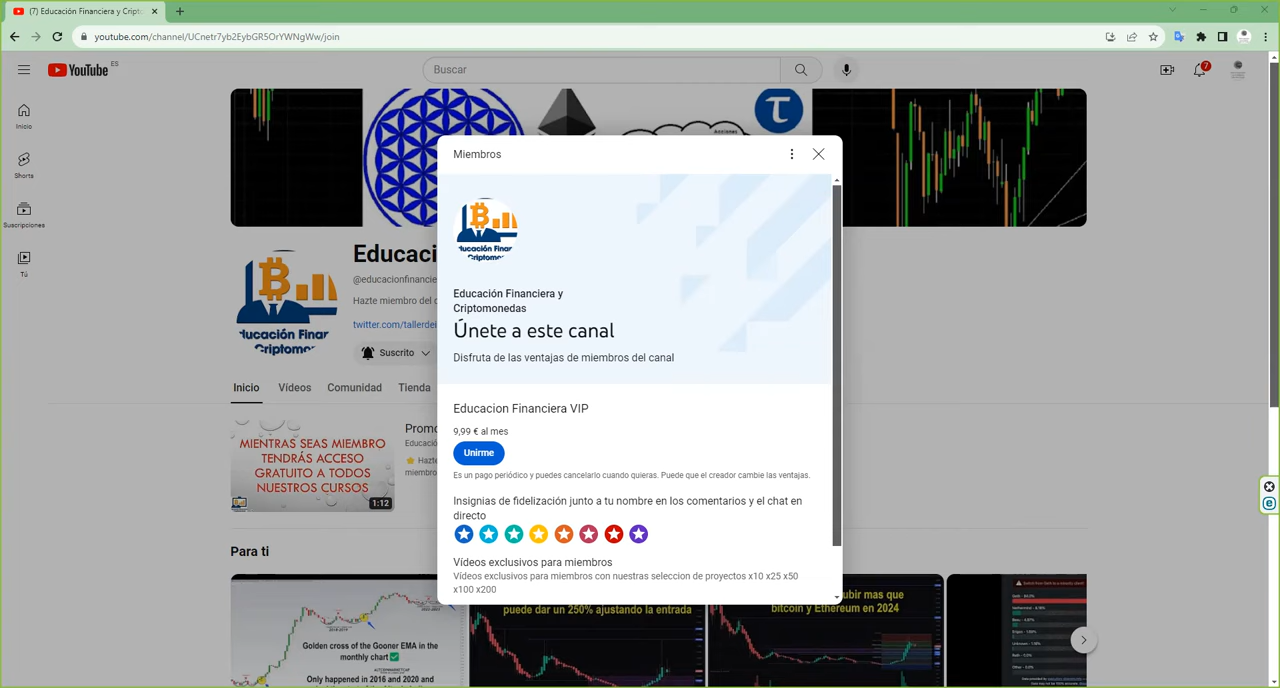 (7) Educación Financiera y Cripto
youtube.com/channel/UCnetr7yb2EybGR5OrYWNgWw/join
YouTube ES
Buscar
7
Inicio
Shorts
Suscripciones
Tú
Acciones
Educaci
@educacionfinancie
Hazte miembro del c
twitter.com/tallerdei
Suscrito
Inicio
Vídeos
Comunidad
Tienda
MIENTRAS SEAS MIEMBRO
TENDRÁS ACCESO
GRATUITO A TODOS
NUESTROS CURSOS
1:12
Promo
Educació
Hazte
miembro
Miembros
Educación Financiera y
Criptomonedas
Únete a este canal
Disfruta de las ventajas de miembros del canal
Educacion Financiera VIP
9,99 € al mes
Unirme
Es un pago periódico y puedes cancelarlo cuando quieras. Puede que el creador cambie las ventajas.
Insignias de fidelización junto a tu nombre en los comentarios y el chat en
directo
Vídeos exclusivos para miembros
Vídeos exclusivos para miembros con nuestras seleccion de proyectos x10 x25 x50
x100 x200
Para ti
Golden cross of the Gooner EMA in the
monthly chart
Only happened in 2016 and 2020 and
puede dar un 250% ajustando la entrada
ubir mas que
bitcoin y Ethereum en 2024